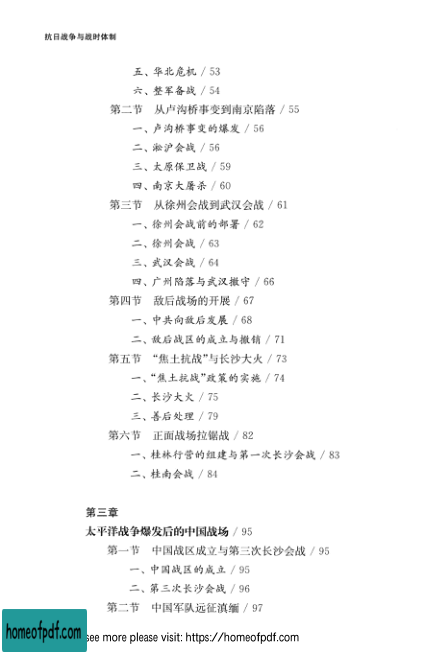 抗日战争与战时体制
五、华北危机 / 53
六、整军备战 / 54
第二节 从卢沟桥事变到南京陷落 / 55
一、卢沟桥事变的爆发 / 56
二、淞沪会战 / 56
三、太原保卫战 / 59
四、南京大屠杀 / 60
第三节 从徐州会战到武汉会战 / 61
一、徐州会战前的部署 / 62
二、徐州会战 / 63
三、武汉会战 / 64
四、广州陷落与武汉撤守 / 66
第四节 敌后战场的开展 / 67
一、中共向敌后发展 / 68
二、敌后战区的成立与撤销 / 71
第五节 “焦土抗战”与长沙大火 / 73
一、“焦土抗战”政策的实施 / 74
二、长沙大火 / 75
三、善后处理 / 79
第六节 正面战场拉锯战 / 82
一、桂林行营的组建与第一次长沙会战 / 83
二、桂南会战 / 84
第三章
太平洋战争爆发后的中国战场 / 95
第一节 中国战区成立与第三次长沙会战 / 95
一、中国战区的成立 / 95
二、第三次长沙会战 / 96
第二节 中国军队远征滇缅 / 97
homeofpdf.com
see more please visit: https://homeofpdf.com